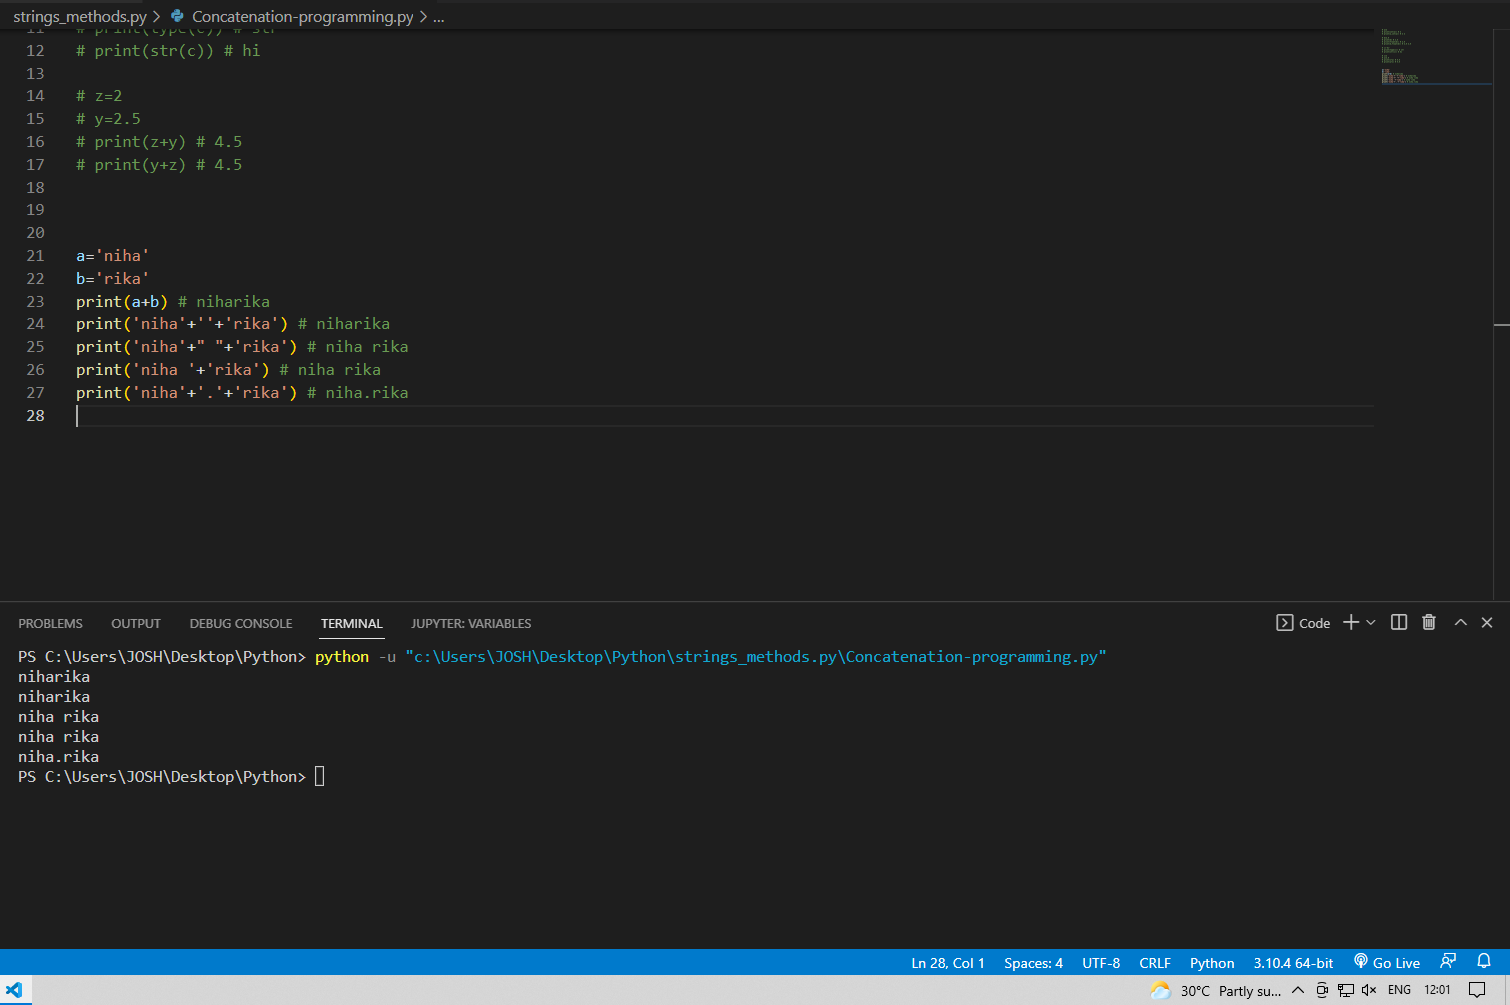 strings_methods.py > Concatenation-programming.py > ...
11 # print(type(c)) # str
12 # print(str(c)) # hi
13
14 # z=2
15 # y=2.5
16 # print(z+y) # 4.5
17 # print(y+z) # 4.5
18
19
20
21 a='niha'
22 b='rika'
23 print(a+b) # niharika
24 print('niha'+''+'rika') # niharika
25 print('niha'+" "+'rika') # niha rika
26 print('niha '+'rika') # niha rika
27 print('niha'+'.'+'rika') # niha.rika
28
PROBLEMS OUTPUT DEBUG CONSOLE TERMINAL JUPYTER: VARIABLES Code
PS C:\Users\JOSH\Desktop\Python> python -u "c:\Users\JOSH\Desktop\Python\strings_methods.py\Concatenation-programming.py"
niharika
niharika
niha rika
niha rika
niha.rika
PS C:\Users\JOSH\Desktop\Python>
Ln 28, Col 1 Spaces: 4 UTF-8 CRLF Python 3.10.4 64-bit Go Live
30°C Partly su... ENG 12:01